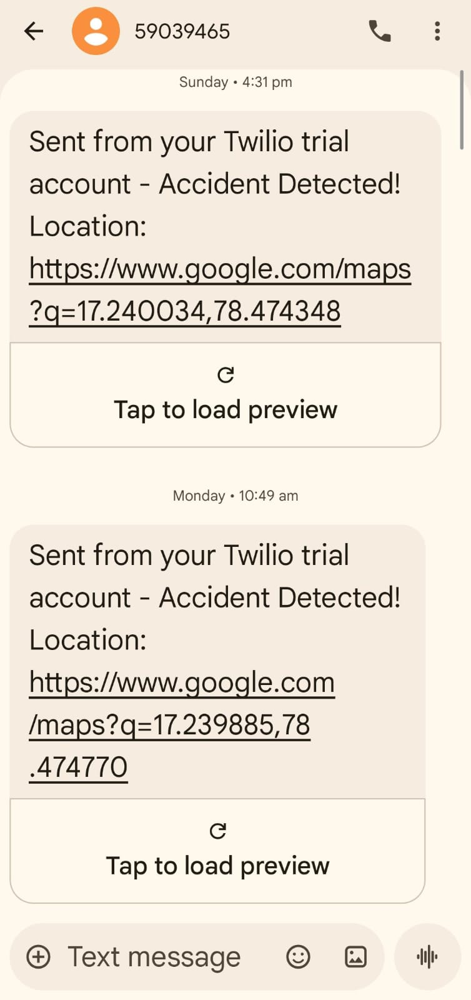 59039465
Sunday • 4:31 pm
Sent from your Twilio trial
account - Accident Detected!
Location:
https://www.google.com/maps
?q=17.240034,78.474348
Tap to load preview
Monday • 10:49 am
Sent from your Twilio trial
account - Accident Detected!
Location:
https://www.google.com
/maps?q=17.239885,78
.474770
Tap to load preview
Text message